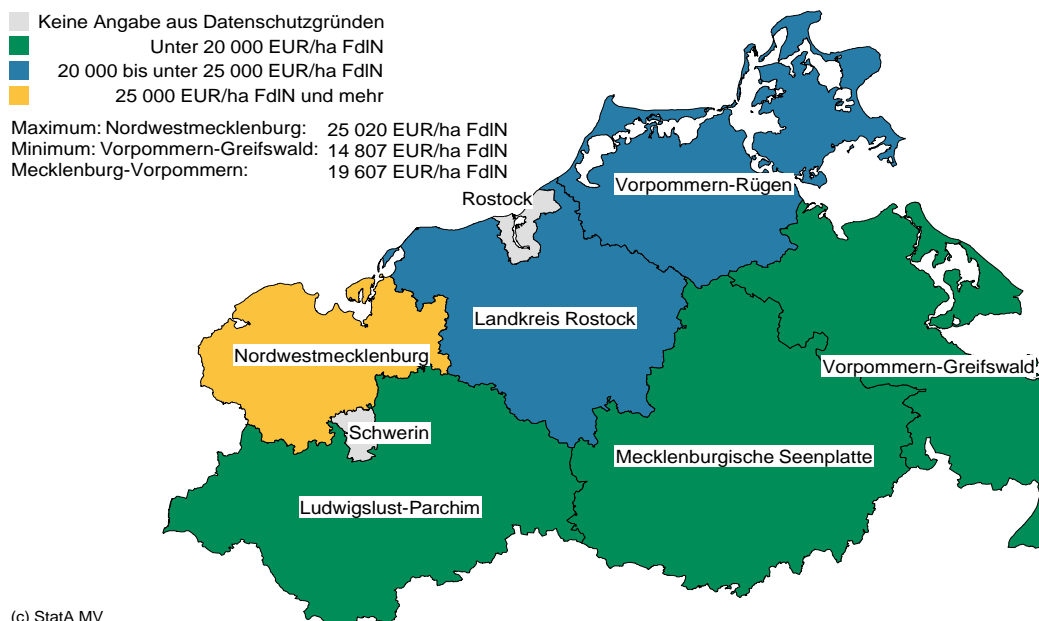 Keine Angabe aus Datenschutzgründen
Unter 20 000 EUR/ha FdlN
20 000 bis unter 25 000 EUR/ha FdlN
25 000 EUR/ha FdlN und mehr
Maximum: Nordwestmecklenburg: 25 020 EUR/ha FdlN
Minimum: Vorpommern-Greifswald: 14 807 EUR/ha FdlN
Mecklenburg-Vorpommern: 19 607 EUR/ha FdlN
Rostock
Vorpommern-Rügen
Landkreis Rostock
Nordwestmecklenburg
Vorpommern-Greifswald
Schwerin
Mecklenburgische Seenplatte
Ludwigslust-Parchim
(c) StatA MV